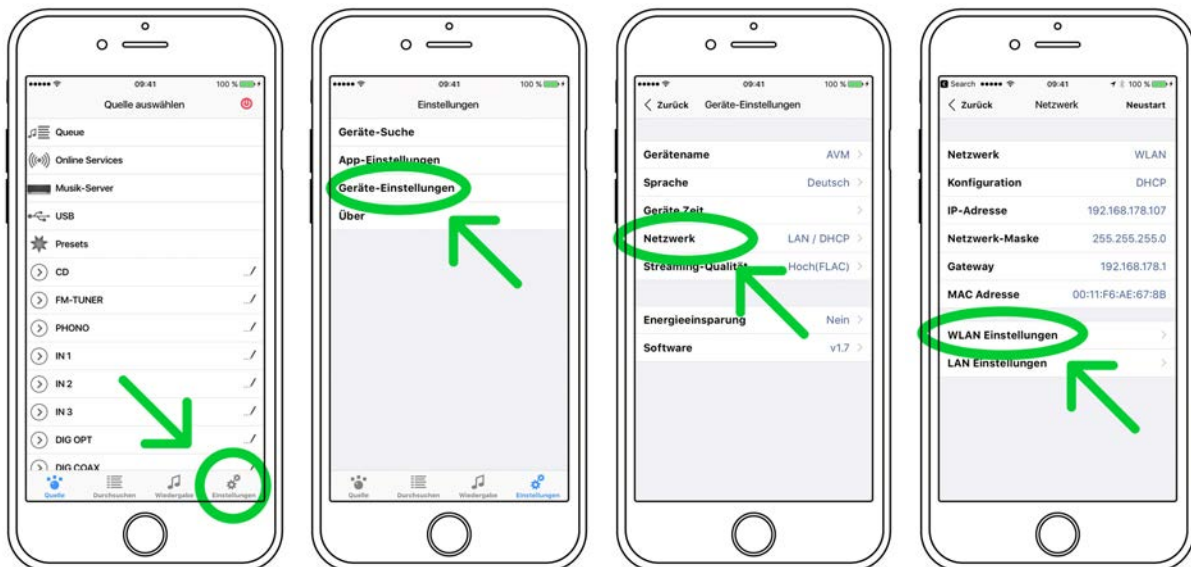 09:41
100 %
Quelle auswählen
Queue
Online Services
Musik-Server
USB
Presets
CD
FM-TUNER
PHONO
IN 1
IN 2
IN 3
DIG OPT
DIG COAX
Quelle Durchsuchen Wiedergabe Einstellungen
09:41
100 %
Einstellungen
Geräte-Suche
App-Einstellungen
Geräte-Einstellungen
Über
Quelle Durchsuchen Wiedergabe Einstellungen
09:41
100 %
Zurück Geräte-Einstellungen
Gerätename AVM
Sprache Deutsch
Geräte Zeit
Netzwerk LAN / DHCP
Streaming-Qualität Hoch(FLAC)
Energieeinsparung Nein
Software v1.7
Search 09:41 100 %
Zurück Netzwerk Neustart
Netzwerk WLAN
Konfiguration DHCP
IP-Adresse 192.168.178.107
Netzwerk-Maske 255.255.255.0
Gateway 192.168.178.1
MAC Adresse 00:11:F6:AE:67:8B
WLAN Einstellungen
LAN Einstellungen